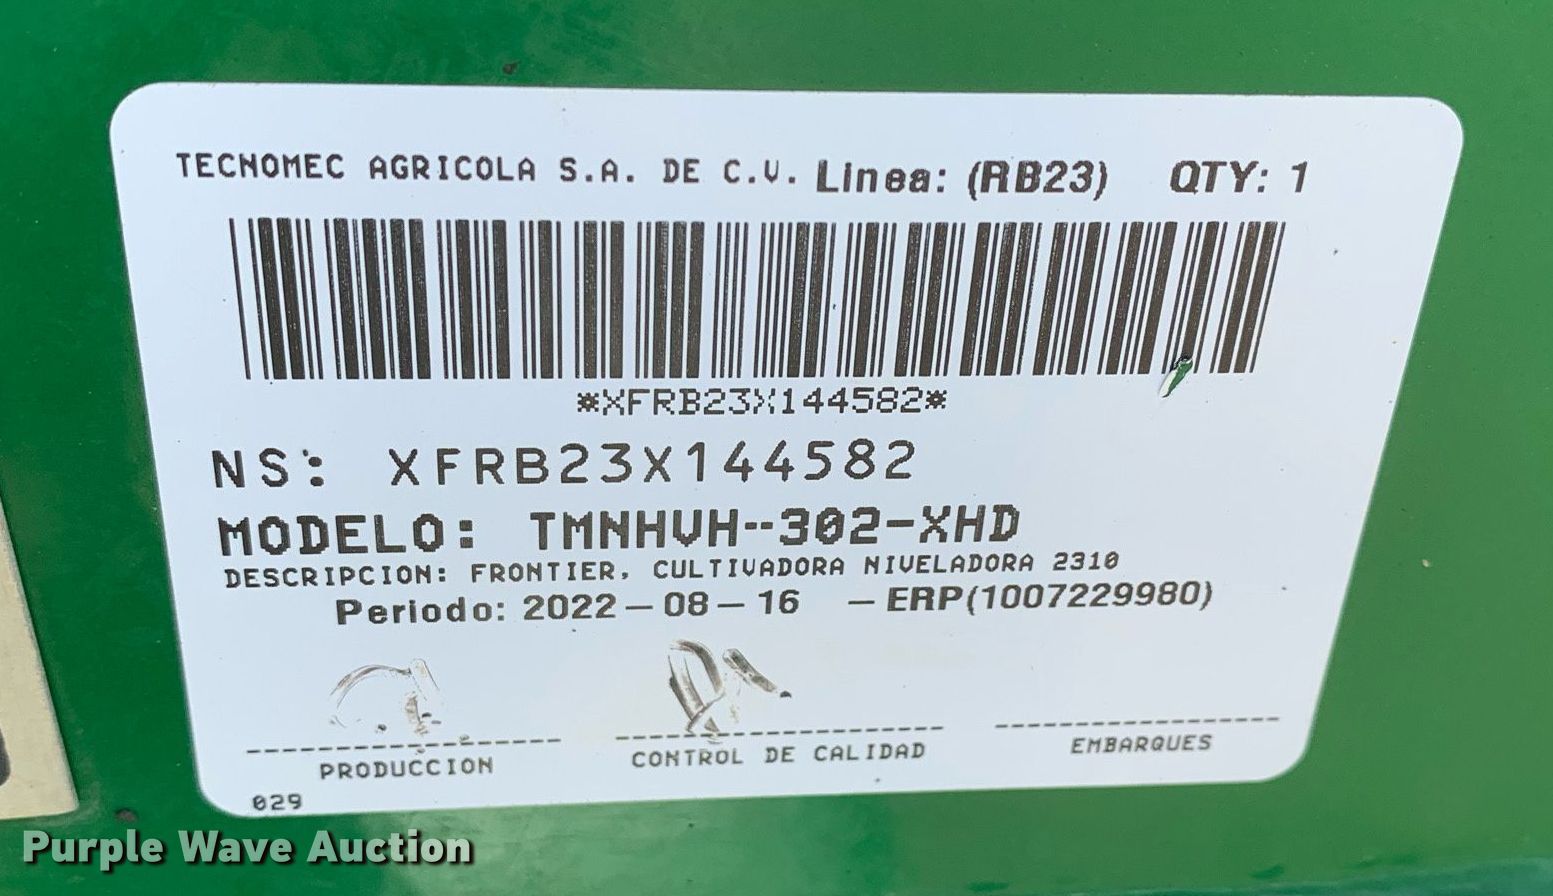 TECNOMEC AGRICOLA S.A. DE C.V. Linea: (RB23) QTY: 1
*XFRB23X144582*
NS: XFRB23X144582
MODELO: TMNHVH--302-XHD
DESCRIPCION: FRONTIER, CULTIVADORA NIVELADORA 2310
Periodo: 2022-08-16 -ERP(1007229980)
PRODUCCION CONTROL DE CALIDAD EMBARQUES
029
Purple Wave Auction